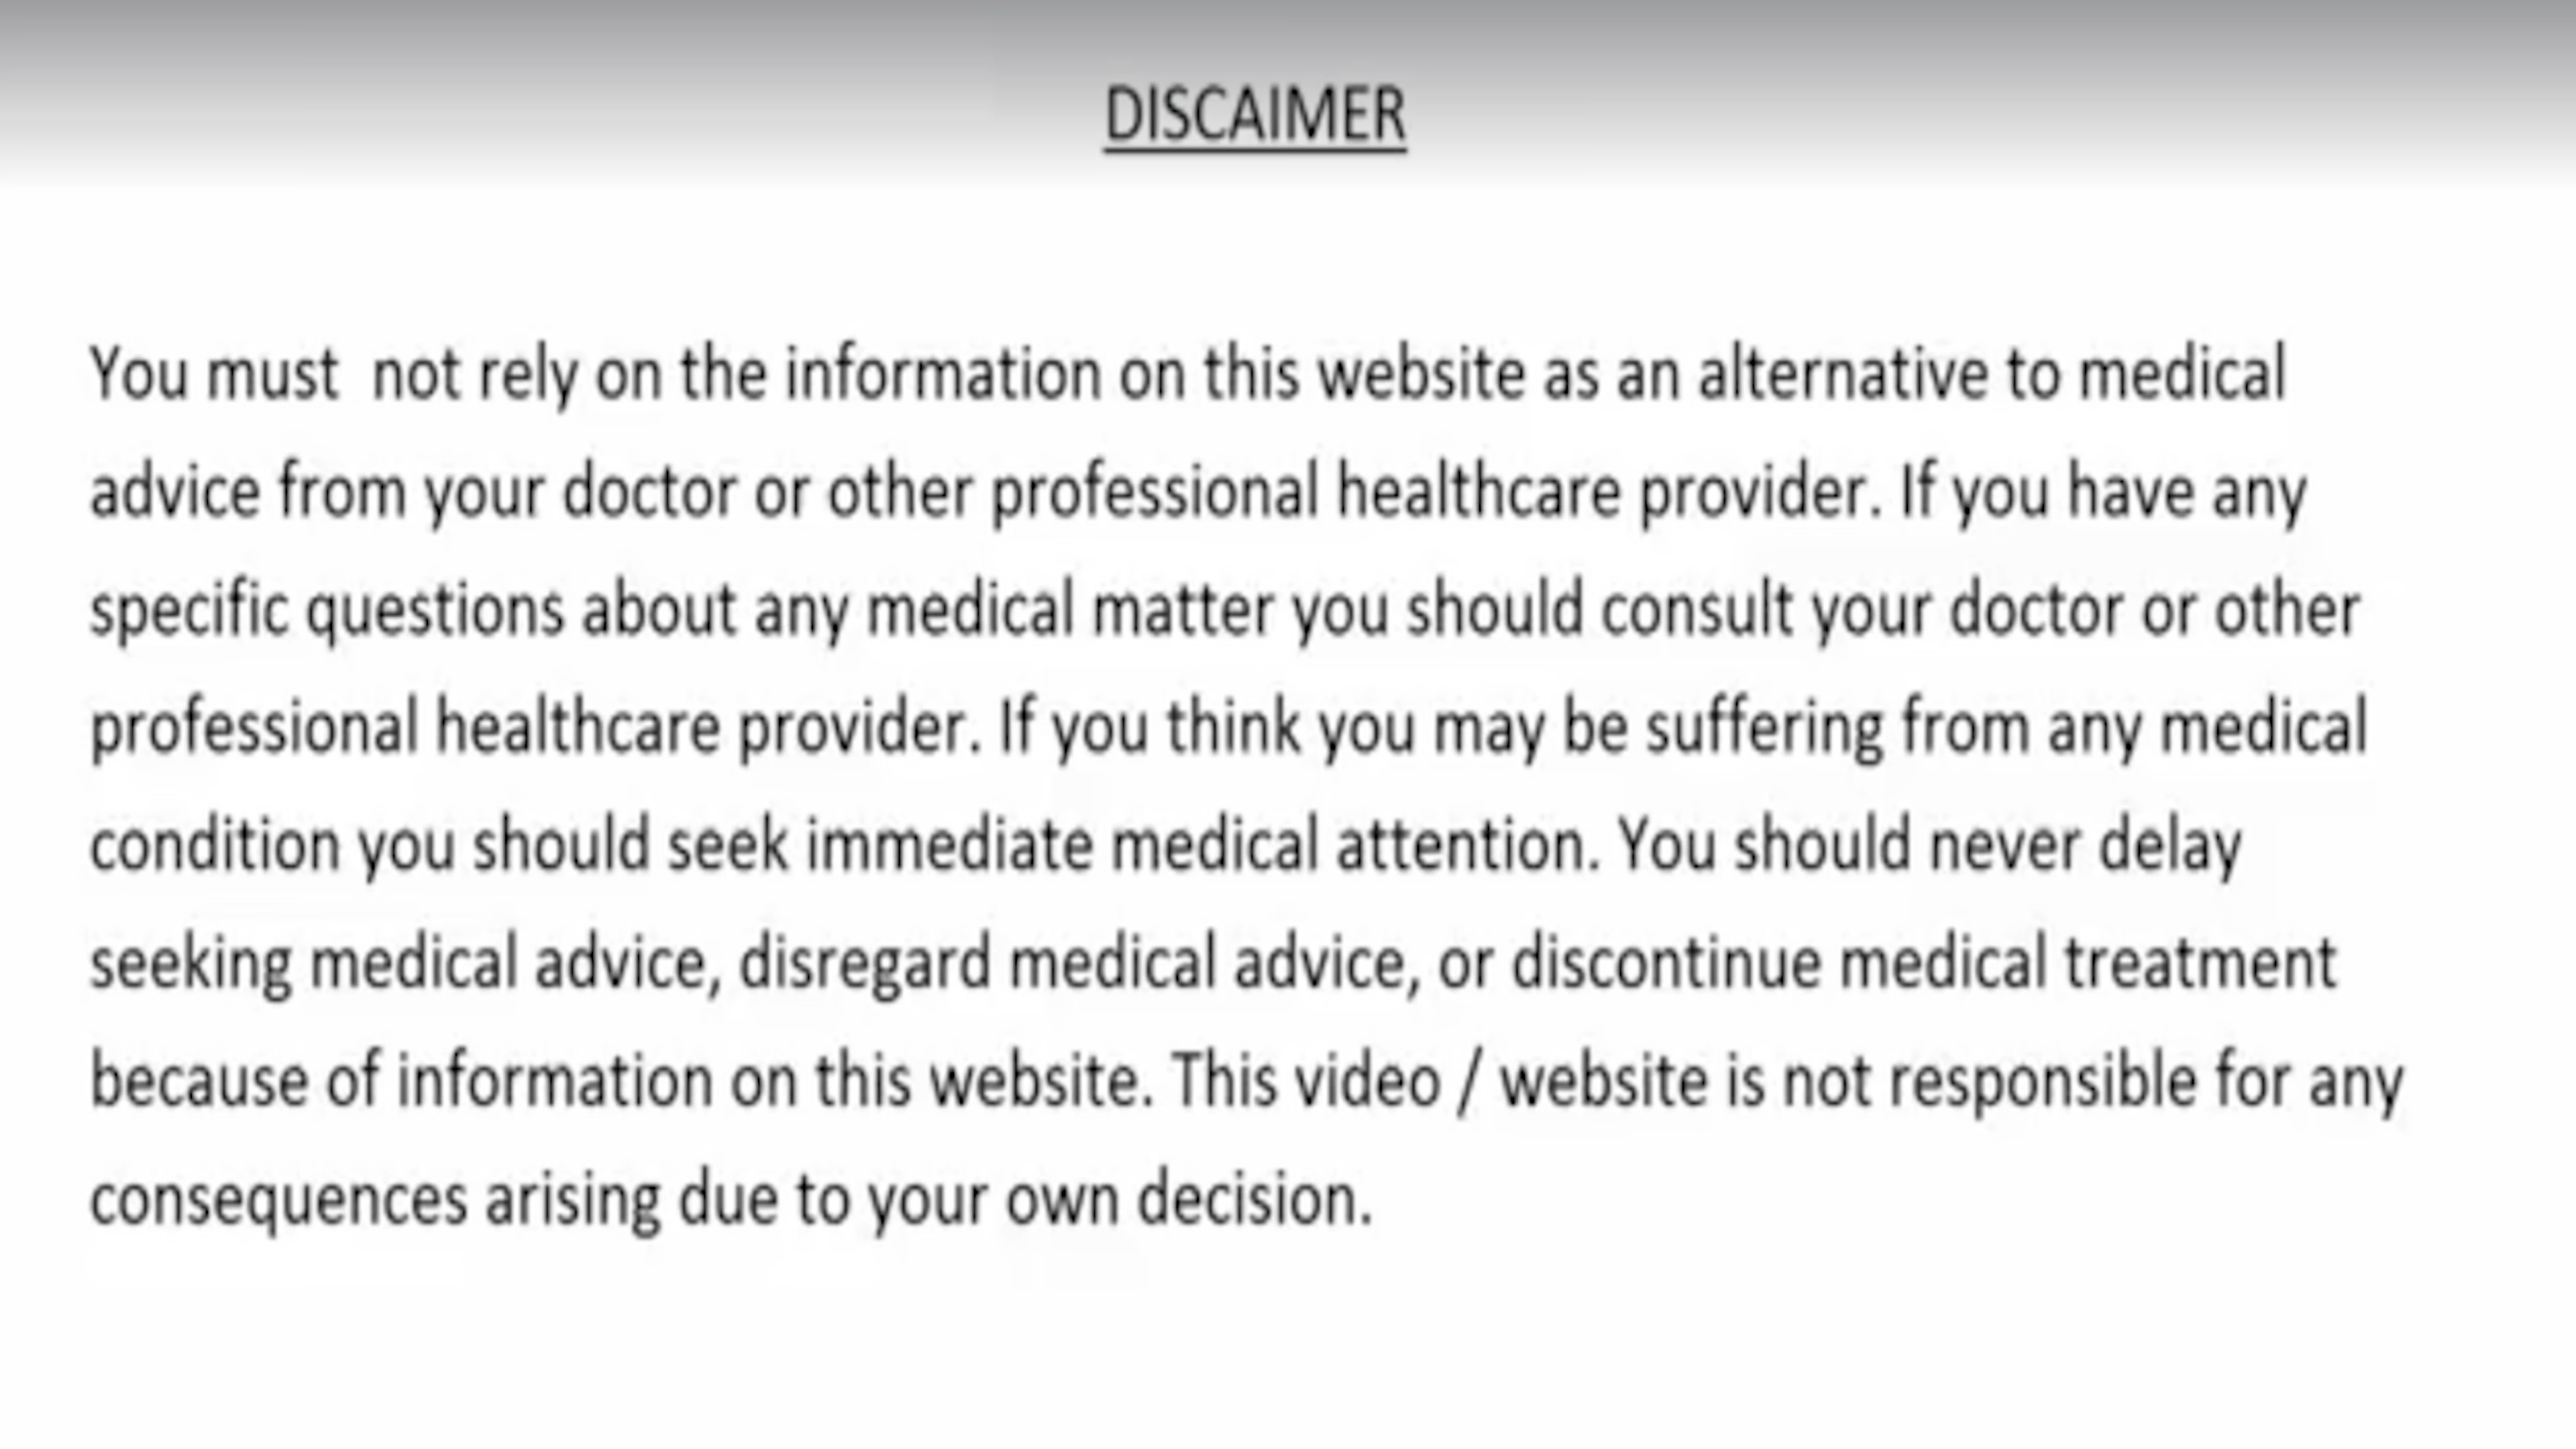 DISCAIMER
You must  not rely on the information on this website as an alternative to medical
advice from your doctor or other professional healthcare provider. If you have any
specific questions about any medical matter you should consult your doctor or other
professional healthcare provider. If you think you may be suffering from any medical
condition you should seek immediate medical attention. You should never delay
seeking medical advice, disregard medical advice, or discontinue medical treatment
because of information on this website. This video / website is not responsible for any
consequences arising due to your own decision.